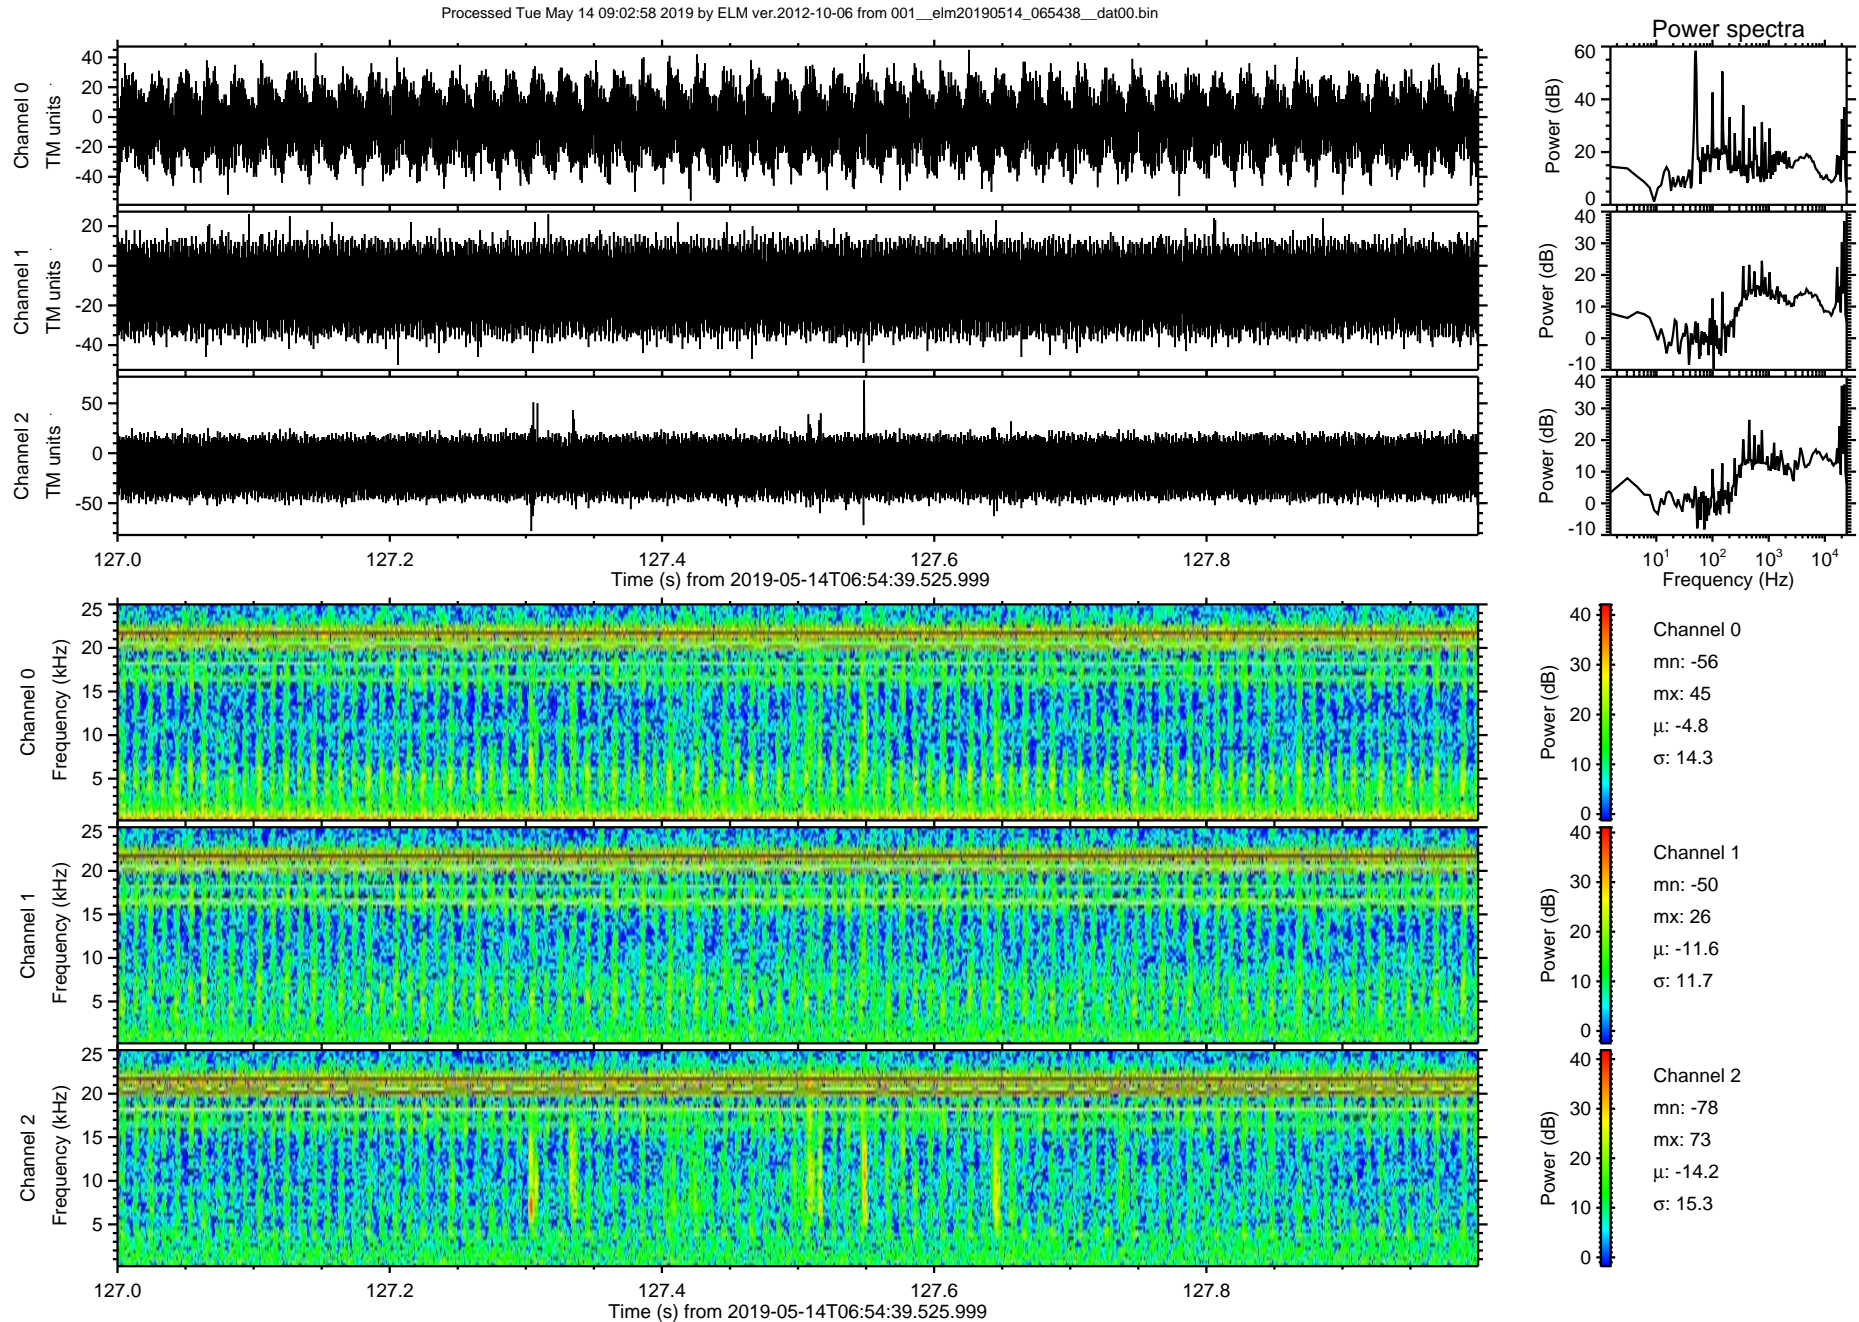 Processed Tue May 14 09:02:58 2019 by ELM ver.2012-10-06 from 001__elm20190514_065438__dat00.bin
Power spectra
Channel 0
TM units
40
20
0
-20
-40
Power (dB)
60
40
20
0
Channel 1
TM units
20
0
-20
-40
Power (dB)
40
30
20
10
0
-10
Channel 2
TM units
50
0
-50
Power (dB)
40
30
20
10
0
-10
127.0 127.2 127.4 127.6 127.8
Time (s) from 2019-05-14T06:54:39.525.999
10¹ 10² 10³ 10⁴
Frequency (Hz)
Channel 0
Frequency (kHz)
25
20
15
10
5
Power (dB)
40
30
20
10
0
Channel 0
mn: -56
mx: 45
μ: -4.8
σ: 14.3
Channel 1
Frequency (kHz)
25
20
15
10
5
Power (dB)
40
30
20
10
0
Channel 1
mn: -50
mx: 26
μ: -11.6
σ: 11.7
Channel 2
Frequency (kHz)
25
20
15
10
5
Power (dB)
40
30
20
10
0
Channel 2
mn: -78
mx: 73
μ: -14.2
σ: 15.3
127.0 127.2 127.4 127.6 127.8
Time (s) from 2019-05-14T06:54:39.525.999